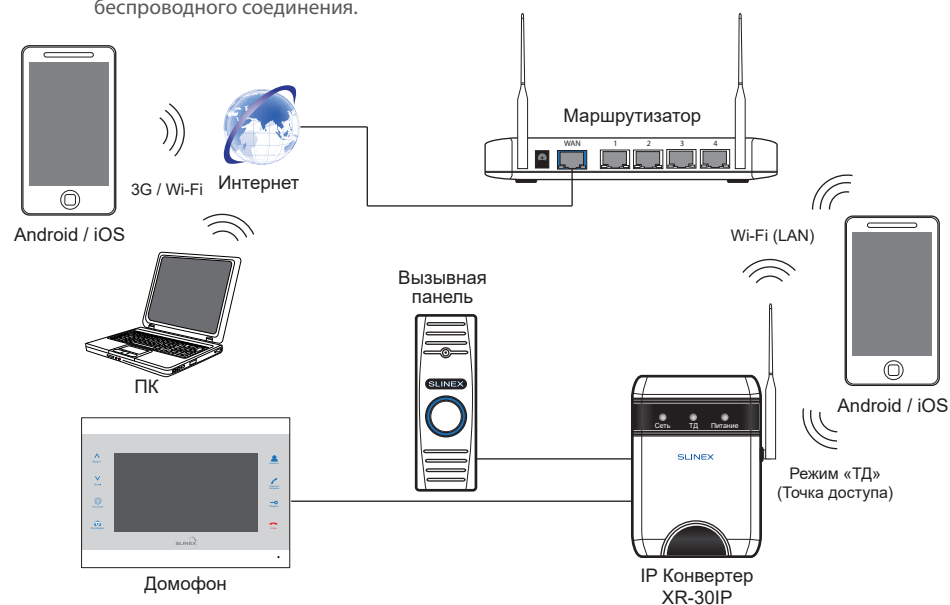 беспроводного соединения.
Маршрутизатор
WAN
1
2
3
4
3G / Wi-Fi
Интернет
Android / iOS
Wi-Fi (LAN)
Вызывная
панель
SLINEX
ПК
Android / iOS
Сеть
ТД
Питание
SLINEX
Режим «ТД»
(Точка доступа)
SLINEX
Домофон
IP Конвертер
XR-30IP